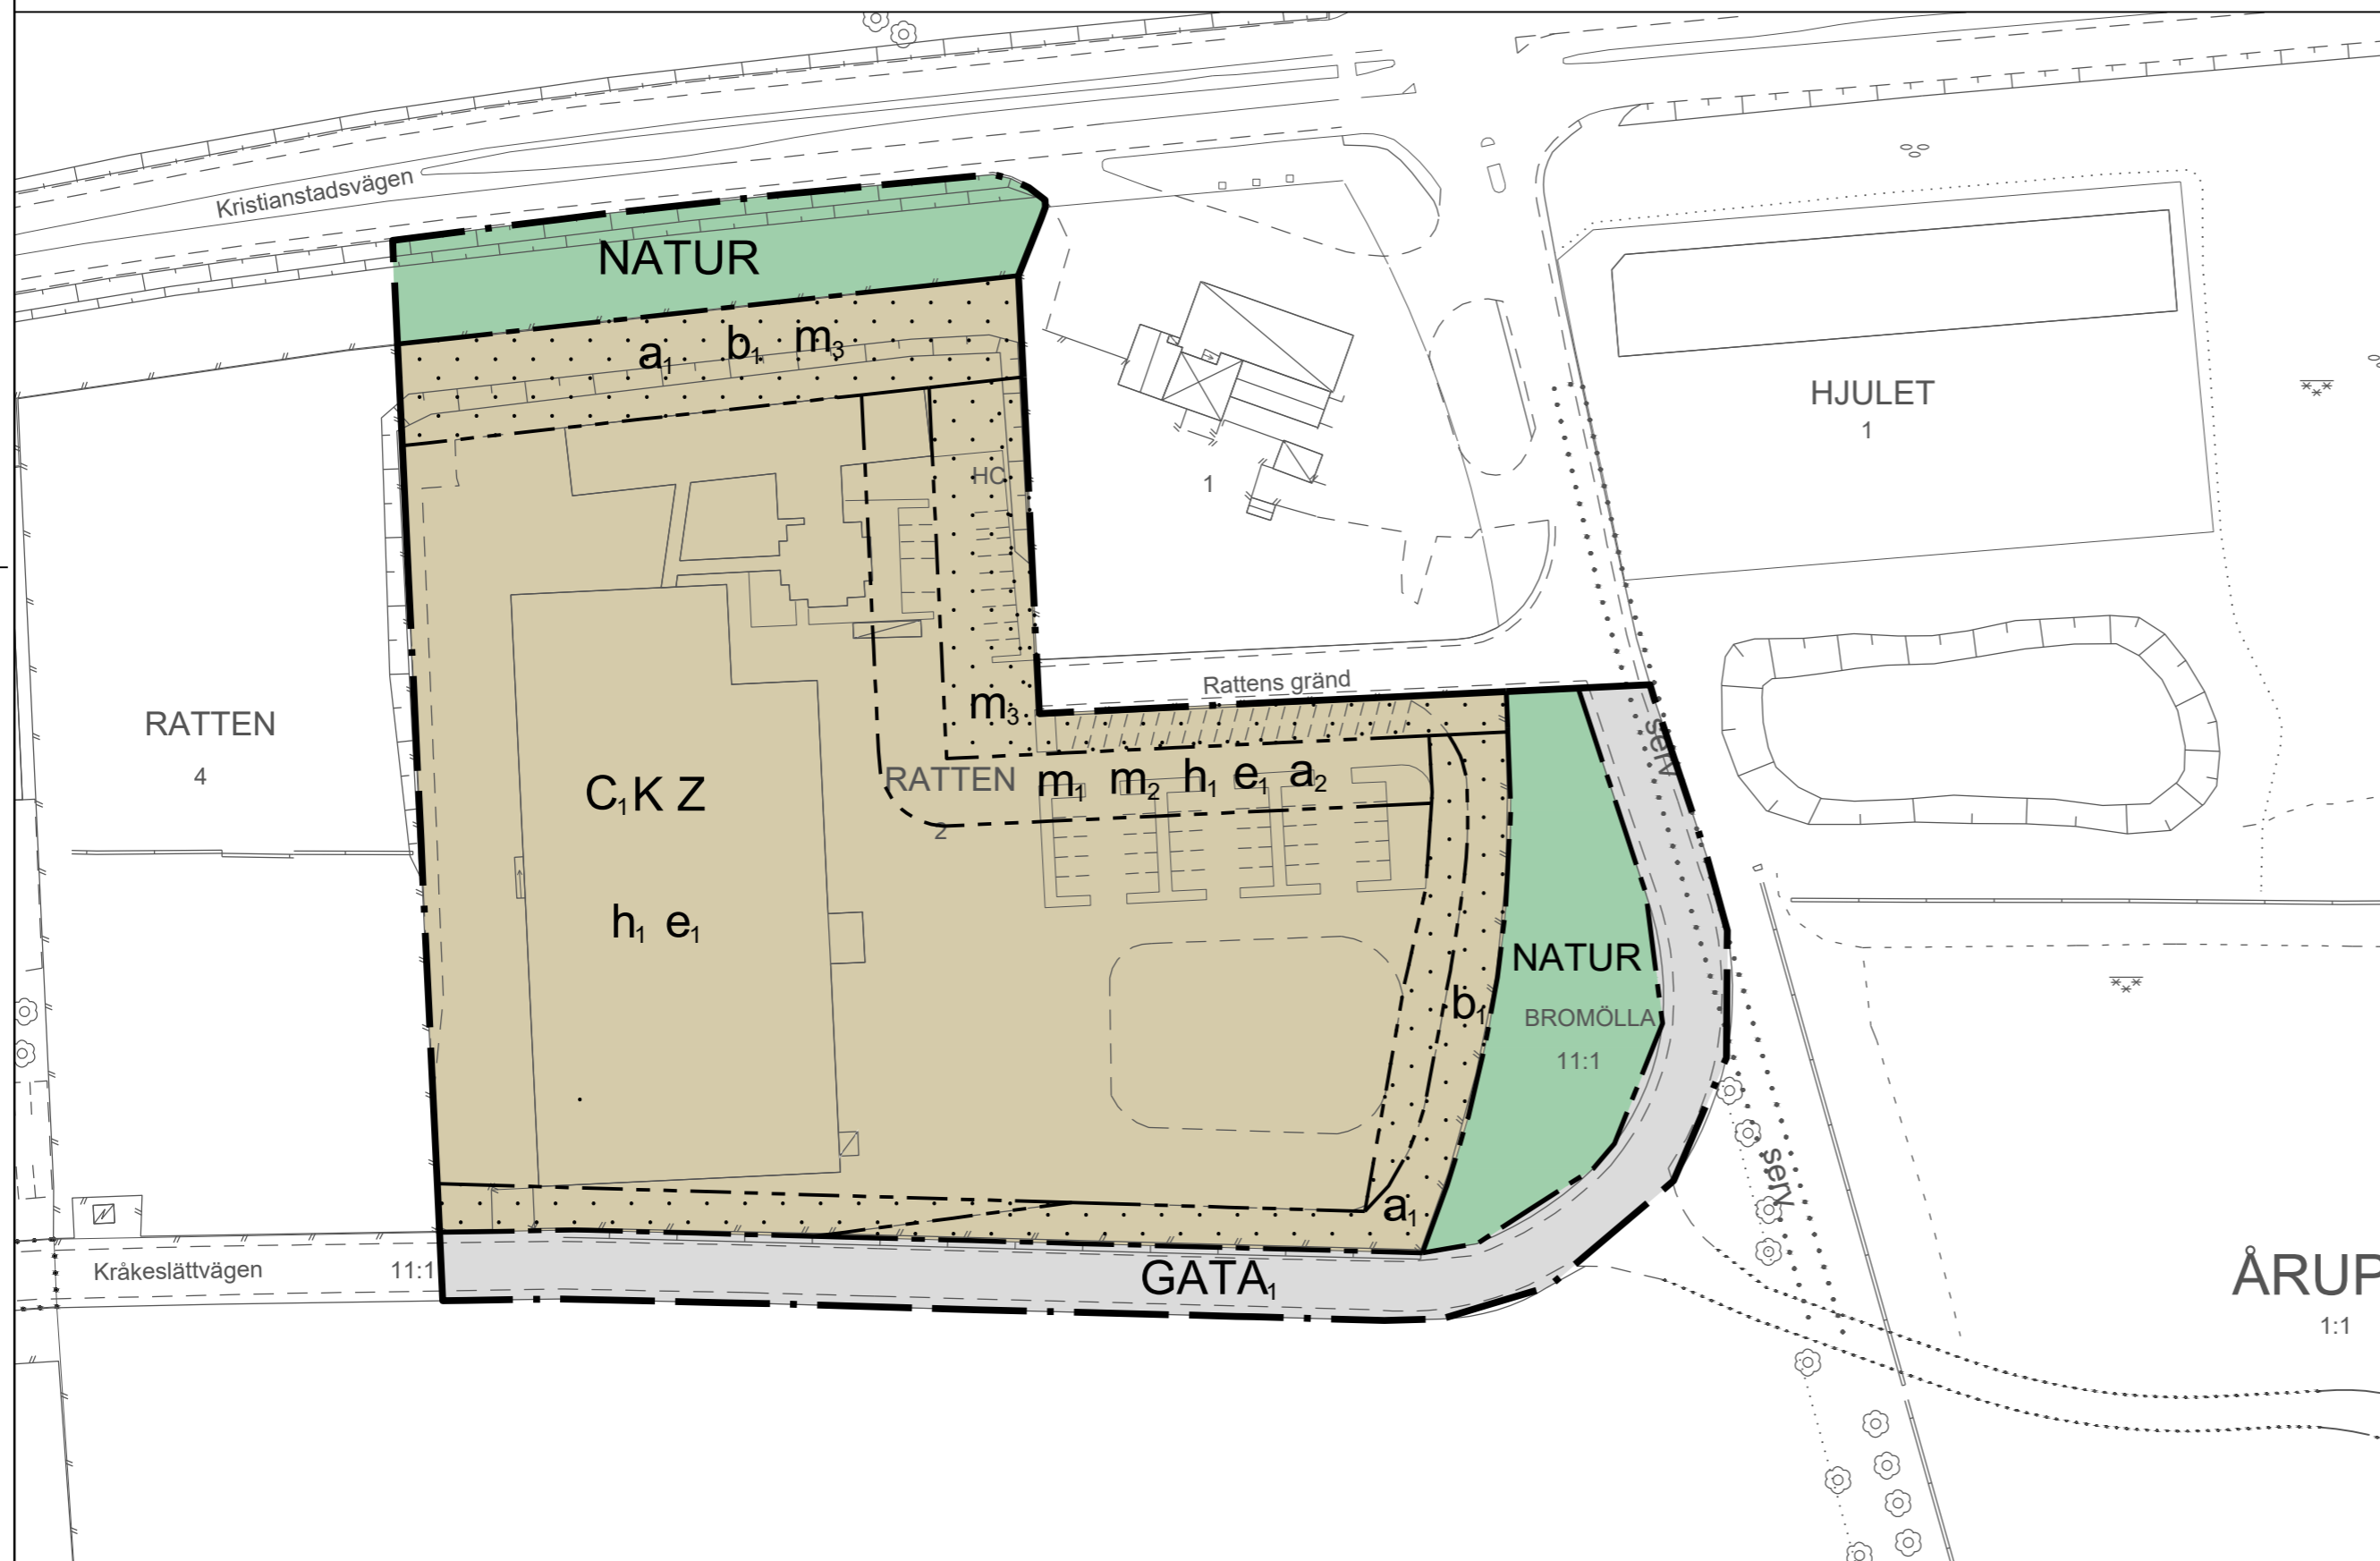 Kristianstadsvägen
NATUR
a₁ b₁ m₃
HJULET
1
HC
1
Rattens gränd
m₃
serv
RATTEN
4
RATTEN
2
m₁ m₂ h₁ e₁ a₂
C₁ K Z
h₁ e₁
NATUR
b₁
BROMÖLLA
11:1
serv
a₁
Kråkeslättvägen
11:1
GATA₁
ÅRUP
1:1